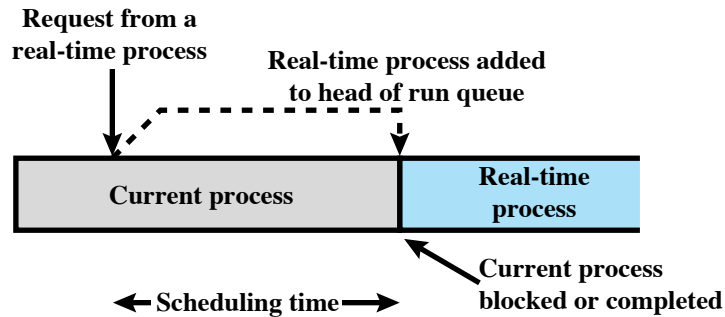 Request from a
real-time process
Real-time process added
to head of run queue
Current process
Real-time
process
Current process
blocked or completed
Scheduling time